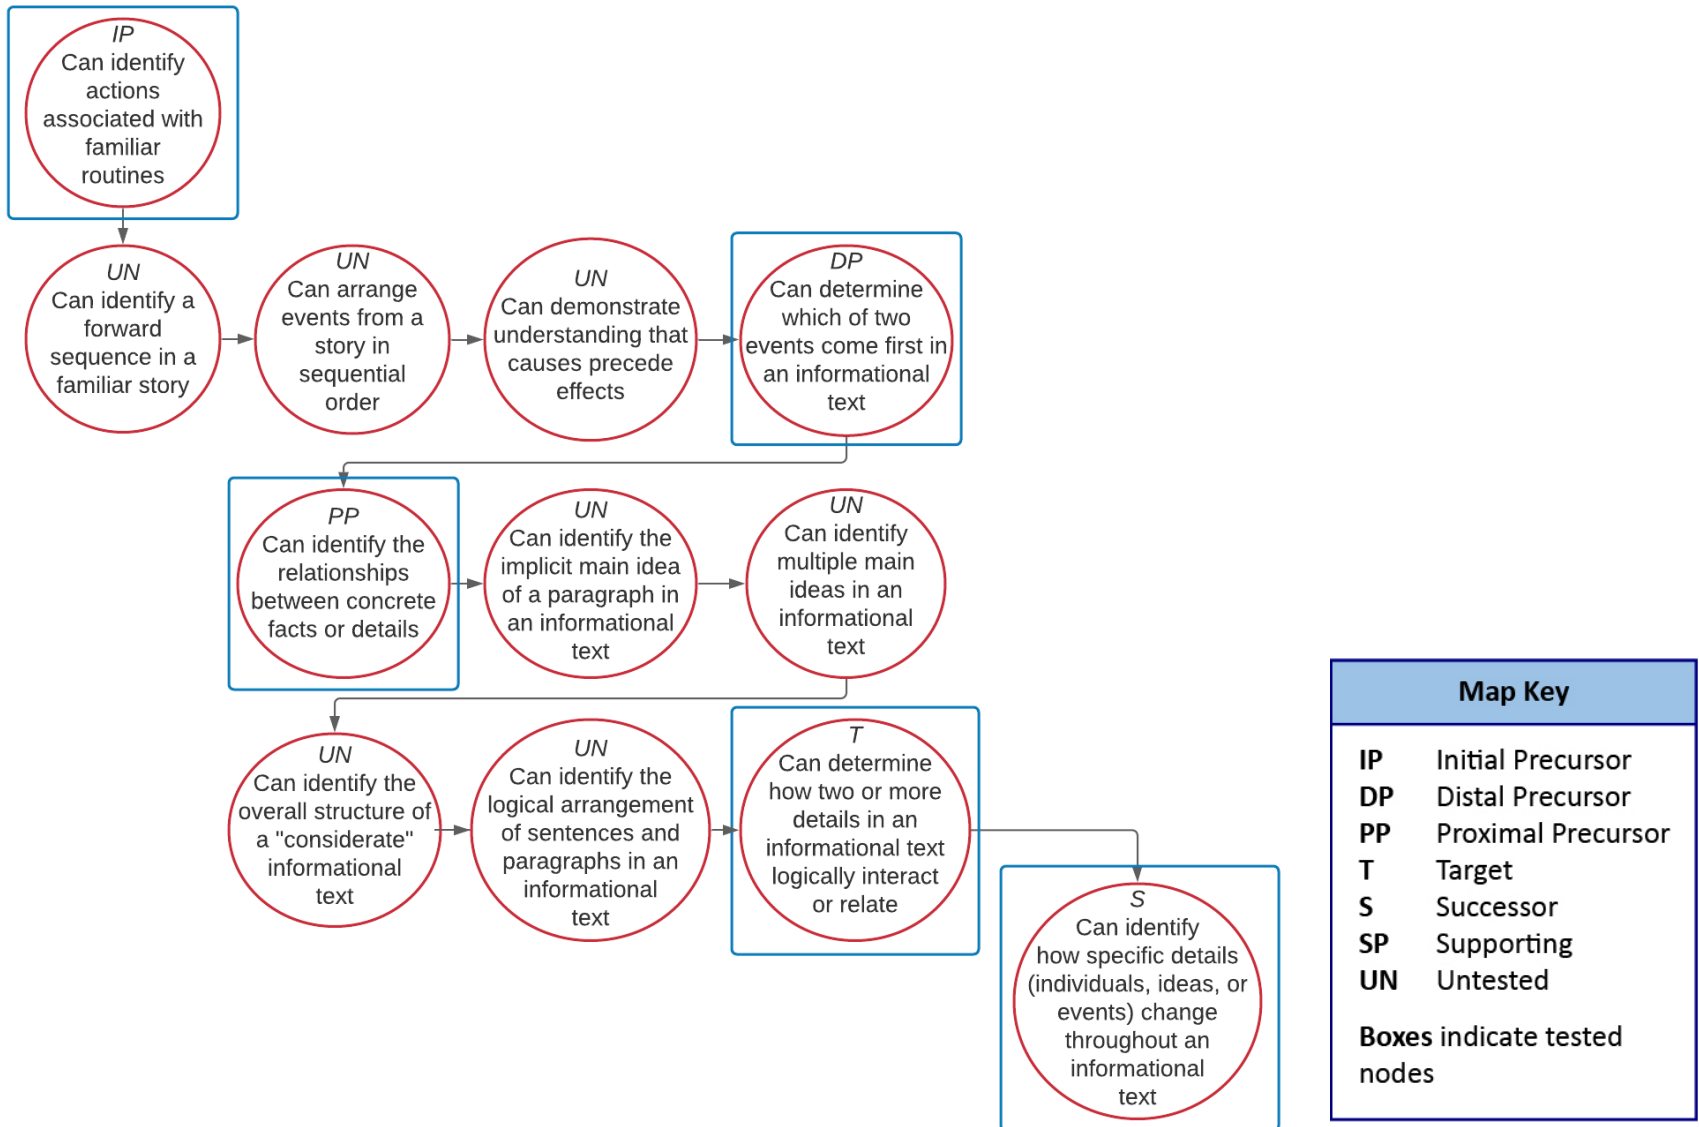 IP
Can identify
actions
associated with
familiar
routines
UN
Can identify a
forward
sequence in a
familiar story
UN
Can arrange
events from a
story in
sequential
order
UN
Can demonstrate
understanding that
causes precede
effects
DP
Can determine
which of two
events come first in
an informational
text
PP
Can identify the
relationships
between concrete
facts or details
UN
Can identify the
implicit main idea
of a paragraph in
an informational
text
UN
Can identify
multiple main
ideas in an
informational
text
UN
Can identify the
overall structure of
a "considerate"
informational
text
UN
Can identify the
logical arrangement
of sentences and
paragraphs in an
informational
text
T
Can determine
how two or more
details in an
informational text
logically interact
or relate
S
Can identify
how specific details
(individuals, ideas, or
events) change
throughout an
informational
text
Map Key
IP Initial Precursor
DP Distal Precursor
PP Proximal Precursor
T Target
S Successor
SP Supporting
UN Untested
Boxes indicate tested
nodes